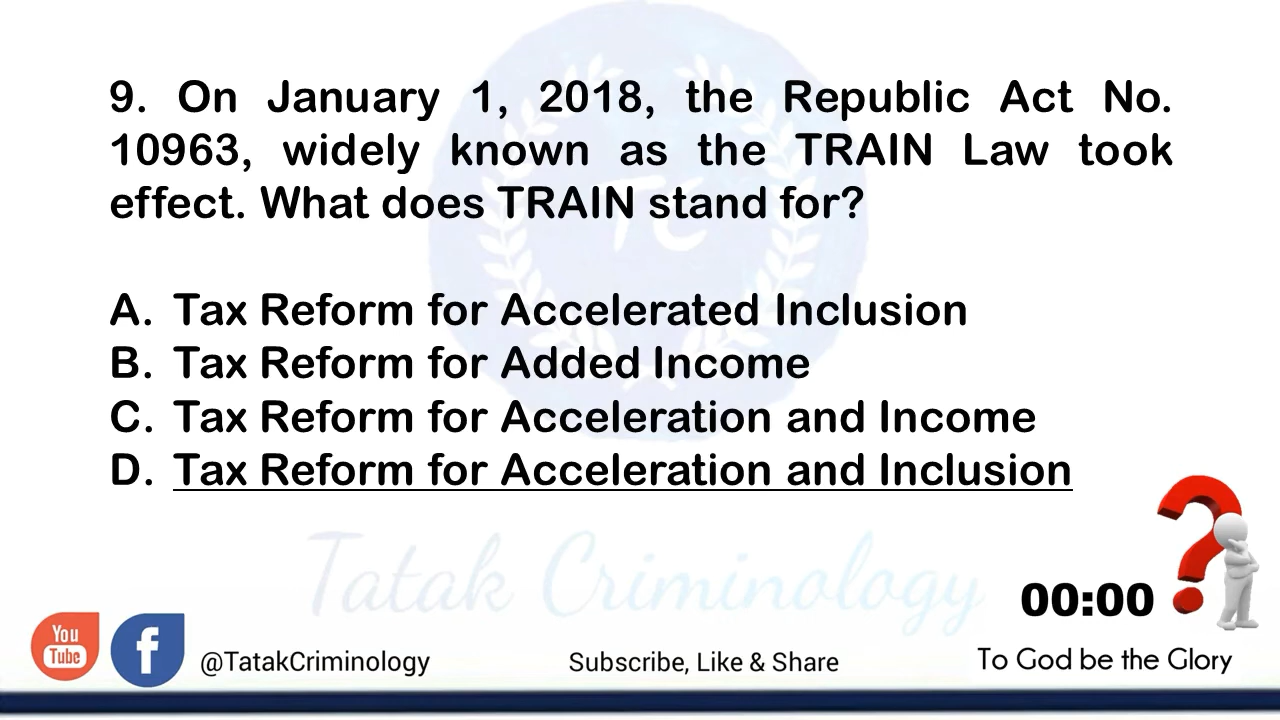 9. On January 1, 2018, the Republic Act No.
10963, widely known as the TRAIN Law took
effect. What does TRAIN stand for?
TC
A. Tax Reform for Accelerated Inclusion
B. Tax Reform for Added Income
C. Tax Reform for Acceleration and Income
D. Tax Reform for Acceleration and Inclusion
Tatak Criminology
00:00
You
Tube
f
@TatakCriminology
Subscribe, Like & Share
To God be the Glory